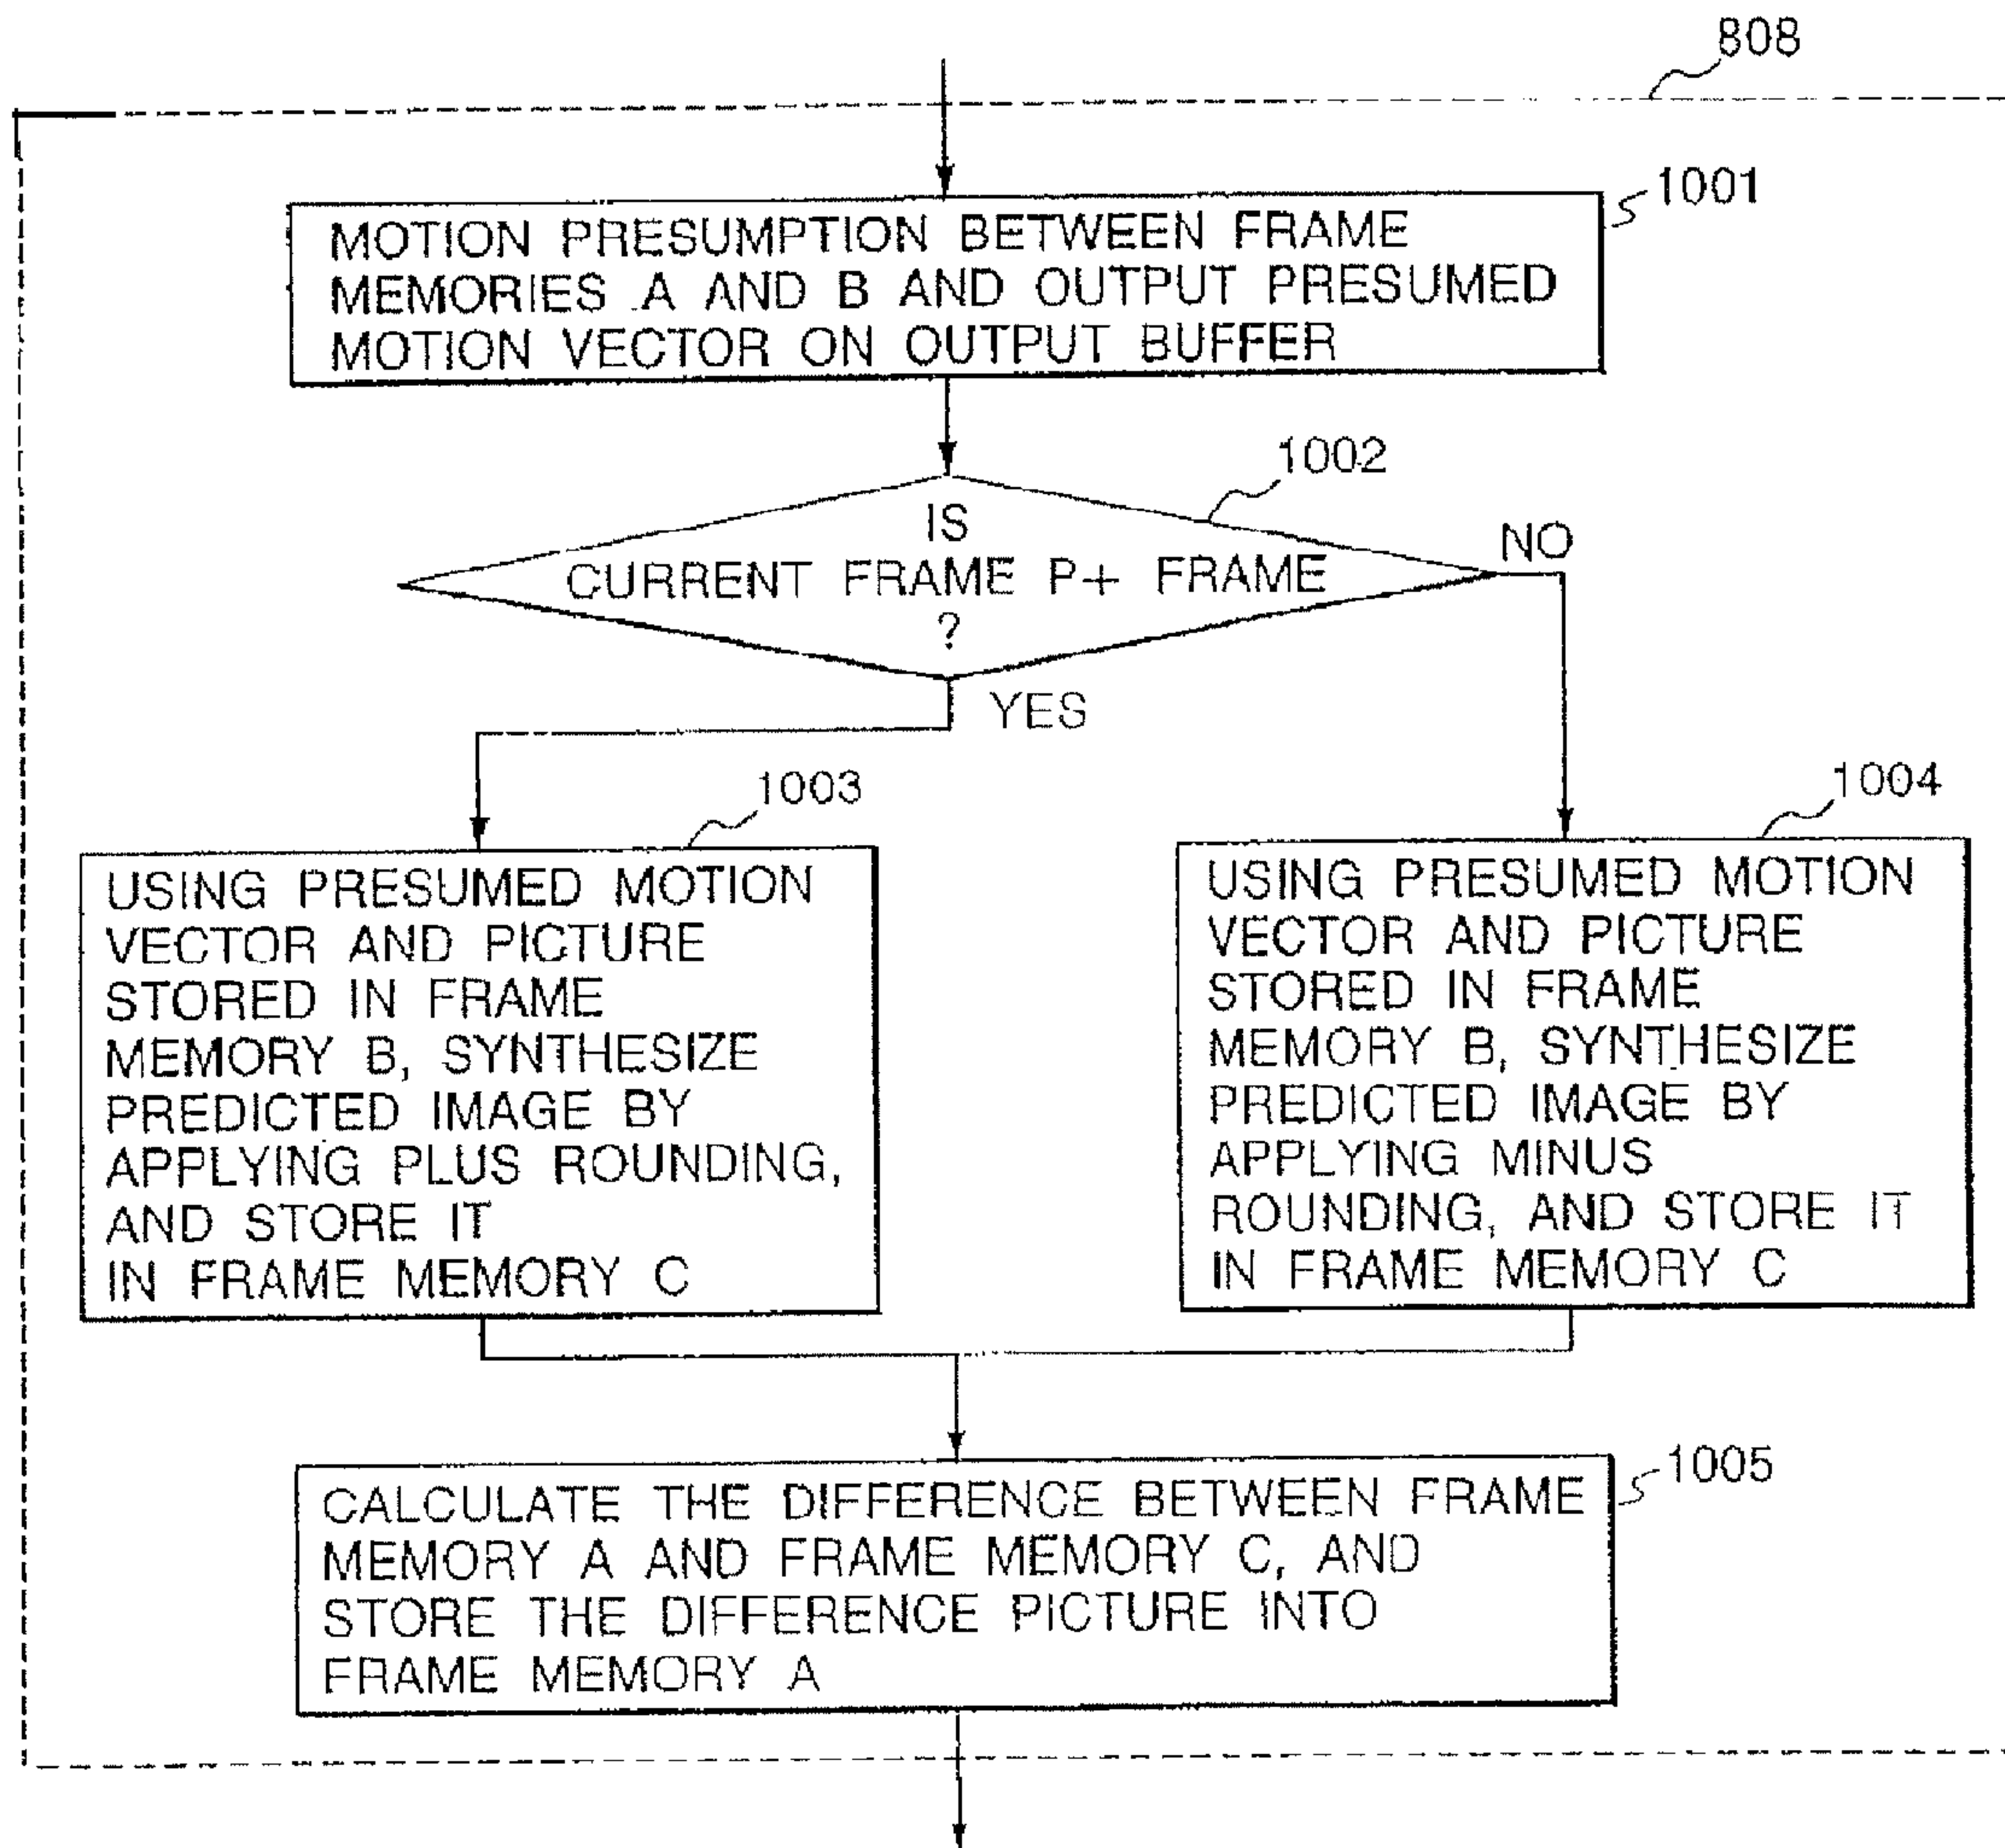 808
1001
MOTION PRESUMPTION BETWEEN FRAME
MEMORIES A AND B AND OUTPUT PRESUMED
MOTION VECTOR ON OUTPUT BUFFER
1002
IS
CURRENT FRAME P+ FRAME
?
NO
YES
1003
USING PRESUMED MOTION
VECTOR AND PICTURE
STORED IN FRAME
MEMORY B, SYNTHESIZE
PREDICTED IMAGE BY
APPLYING PLUS ROUNDING,
AND STORE IT
IN FRAME MEMORY C
1004
USING PRESUMED MOTION
VECTOR AND PICTURE
STORED IN FRAME
MEMORY B, SYNTHESIZE
PREDICTED IMAGE BY
APPLYING MINUS
ROUNDING, AND STORE IT
IN FRAME MEMORY C
1005
CALCULATE THE DIFFERENCE BETWEEN FRAME
MEMORY A AND FRAME MEMORY C, AND
STORE THE DIFFERENCE PICTURE INTO
FRAME MEMORY A